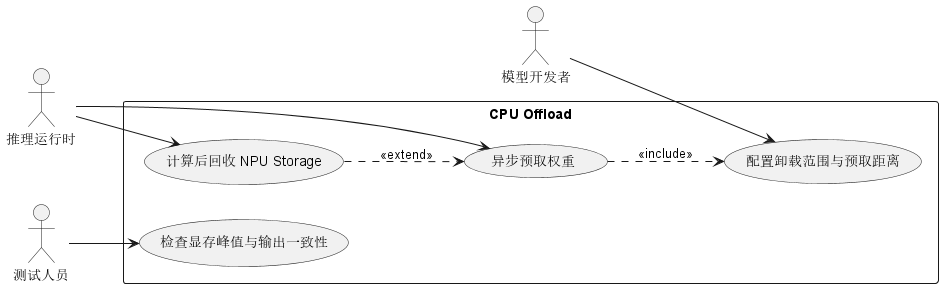 模型开发者
推理运行时
CPU Offload
计算后回收 NPU Storage
«extend»
异步预取权重
«include»
配置卸载范围与预取距离
检查显存峰值与输出一致性
测试人员